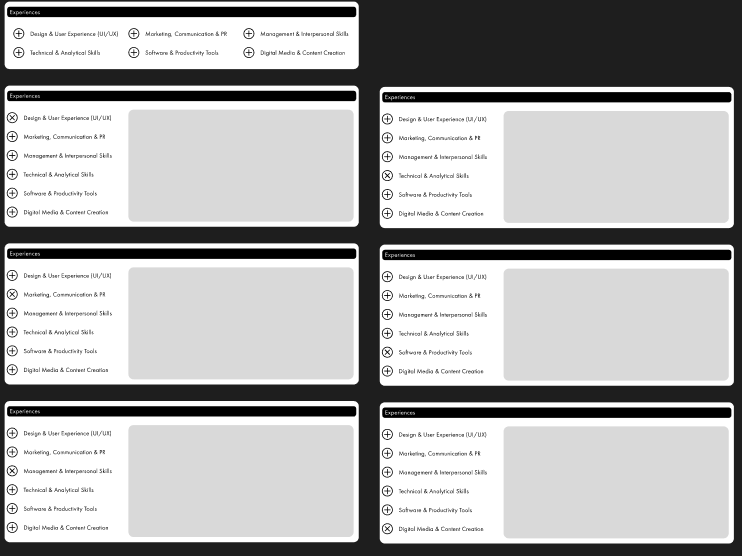 Experiences
Design & User Experience (UI/UX) Marketing, Communication & PR Management & Interpersonal Skills
Technical & Analytical Skills Software & Productivity Tools Digital Media & Content Creation
Experiences
Design & User Experience (UI/UX)
Marketing, Communication & PR
Management & Interpersonal Skills
Technical & Analytical Skills
Software & Productivity Tools
Digital Media & Content Creation
Experiences
Design & User Experience (UI/UX)
Marketing, Communication & PR
Management & Interpersonal Skills
Technical & Analytical Skills
Software & Productivity Tools
Digital Media & Content Creation
Experiences
Design & User Experience (UI/UX)
Marketing, Communication & PR
Management & Interpersonal Skills
Technical & Analytical Skills
Software & Productivity Tools
Digital Media & Content Creation
Experiences
Design & User Experience (UI/UX)
Marketing, Communication & PR
Management & Interpersonal Skills
Technical & Analytical Skills
Software & Productivity Tools
Digital Media & Content Creation
Experiences
Design & User Experience (UI/UX)
Marketing, Communication & PR
Management & Interpersonal Skills
Technical & Analytical Skills
Software & Productivity Tools
Digital Media & Content Creation
Experiences
Design & User Experience (UI/UX)
Marketing, Communication & PR
Management & Interpersonal Skills
Technical & Analytical Skills
Software & Productivity Tools
Digital Media & Content Creation